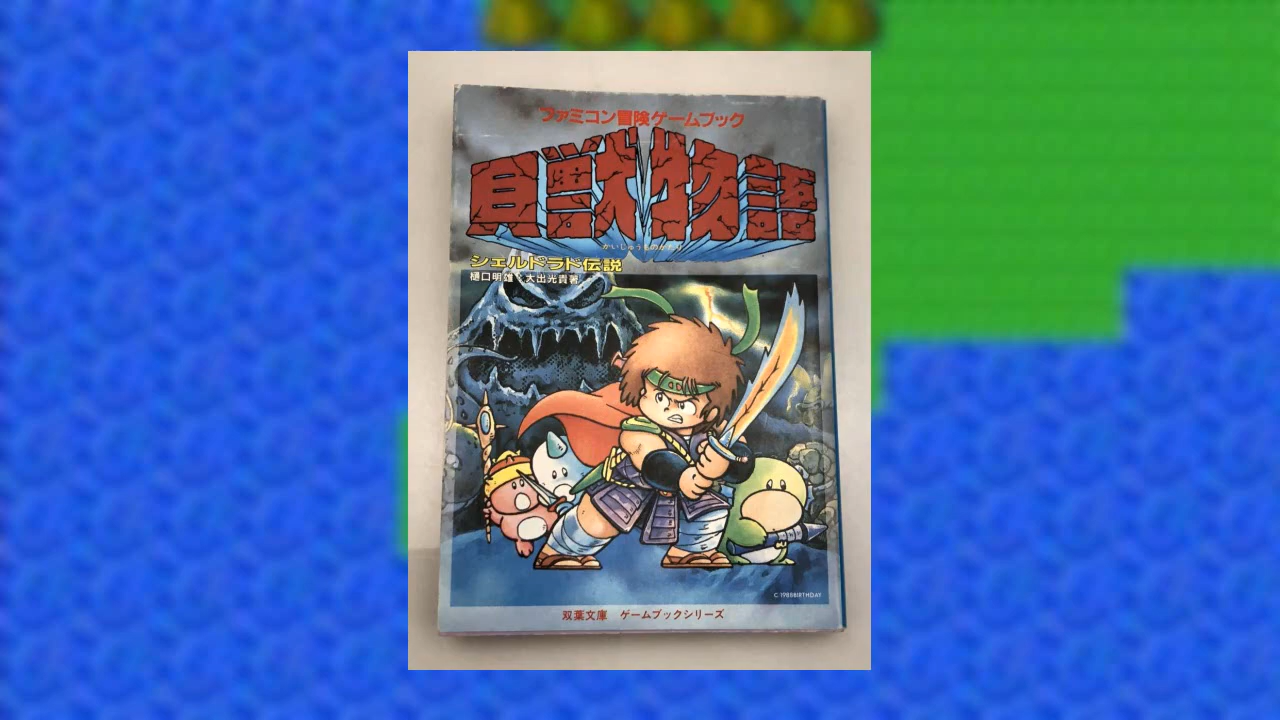 ファミコン冒険ゲームブック
貝獣物語
かいじゅうものがたり
シェルドラド伝説
樋口明雄・大出光貴著
C 1988BIRTHDAY
双葉文庫 ゲームブックシリーズ